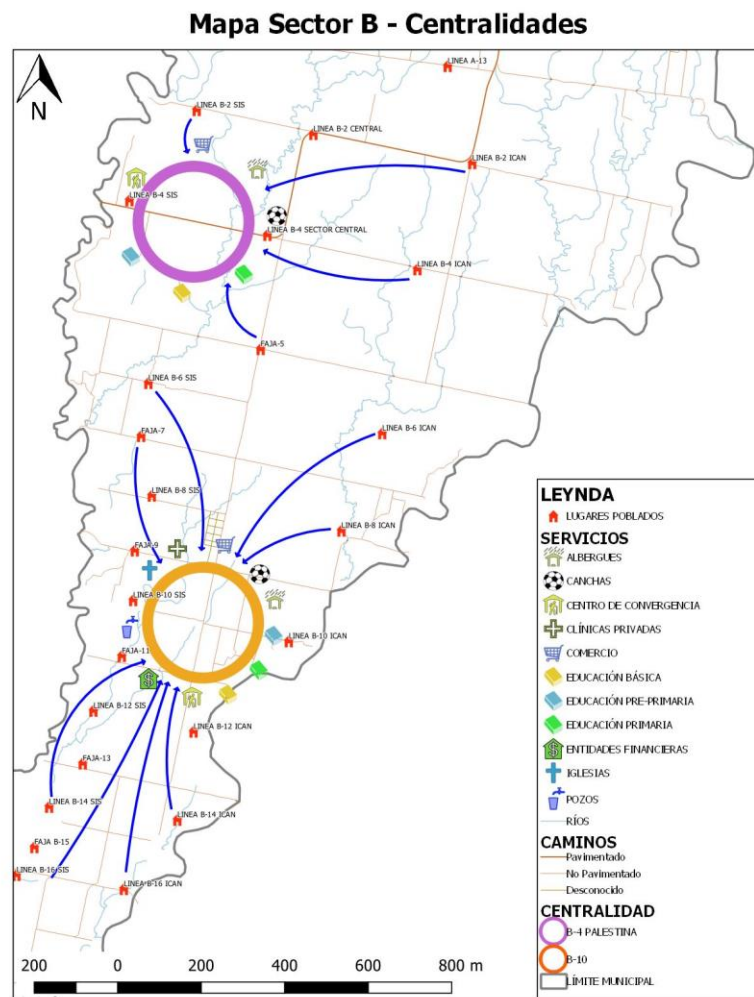 Mapa Sector B - Centralidades
N
LINEA A-13
LINEA B-2 SIS
LINEA B-2 CENTRAL
LINEA B-2 ICAN
LINEA B-4 SIS
LINEA B-4 SECTOR CENTRAL
LINEA B-4 ICAN
FAJA-5
LINEA B-6 SIS
LINEA B-6 ICAN
FAJA-7
LINEA B-8 SIS
LINEA B-8 ICAN
FAJA-9
LINEA B-10 SIS
LINEA B-10 ICAN
FAJA-11
LINEA B-12 SIS
LINEA B-12 ICAN
FAJA-13
LINEA B-14 SIS
LINEA B-14 ICAN
FAJA B-15
LINEA B-16 SIS
LINEA B-16 ICAN
LEYNDA
LUGARES POBLADOS
SERVICIOS
ALBERGUES
CANCHAS
CENTRO DE CONVERGENCIA
CLÍNICAS PRIVADAS
COMERCIO
EDUCACIÓN BÁSICA
EDUCACIÓN PRE-PRIMARIA
EDUCACIÓN PRIMARIA
ENTIDADES FINANCIERAS
IGLESIAS
POZOS
RÍOS
CAMINOS
Pavimentado
No Pavimentado
Desconocido
CENTRALIDAD
B-4 PALESTINA
B-10
LÍMITE MUNICIPAL
200 0 200 400 600 800 m